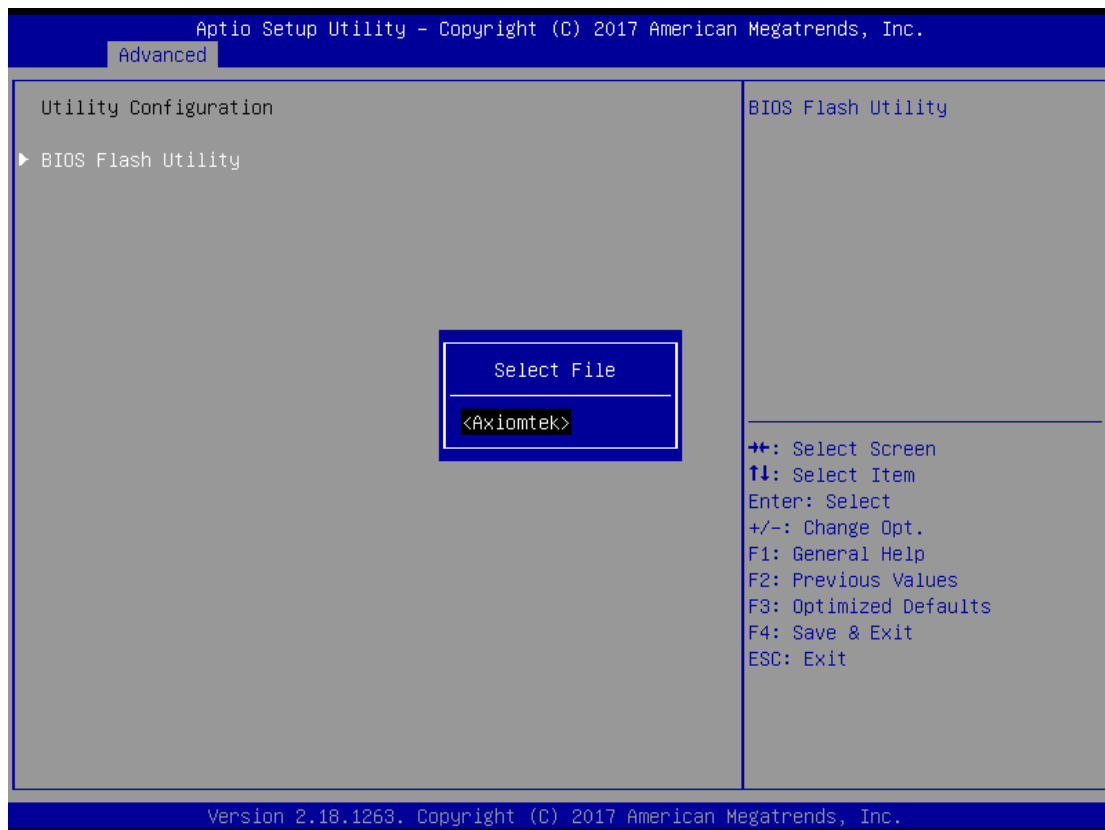 Aptio Setup Utility – Copyright (C) 2017 American Megatrends, Inc.
Advanced
Utility Configuration
BIOS Flash Utility
Select File
<Axiomtek>
BIOS Flash Utility
→←: Select Screen
↑↓: Select Item
Enter: Select
+/-: Change Opt.
F1: General Help
F2: Previous Values
F3: Optimized Defaults
F4: Save & Exit
ESC: Exit
Version 2.18.1263. Copyright (C) 2017 American Megatrends, Inc.